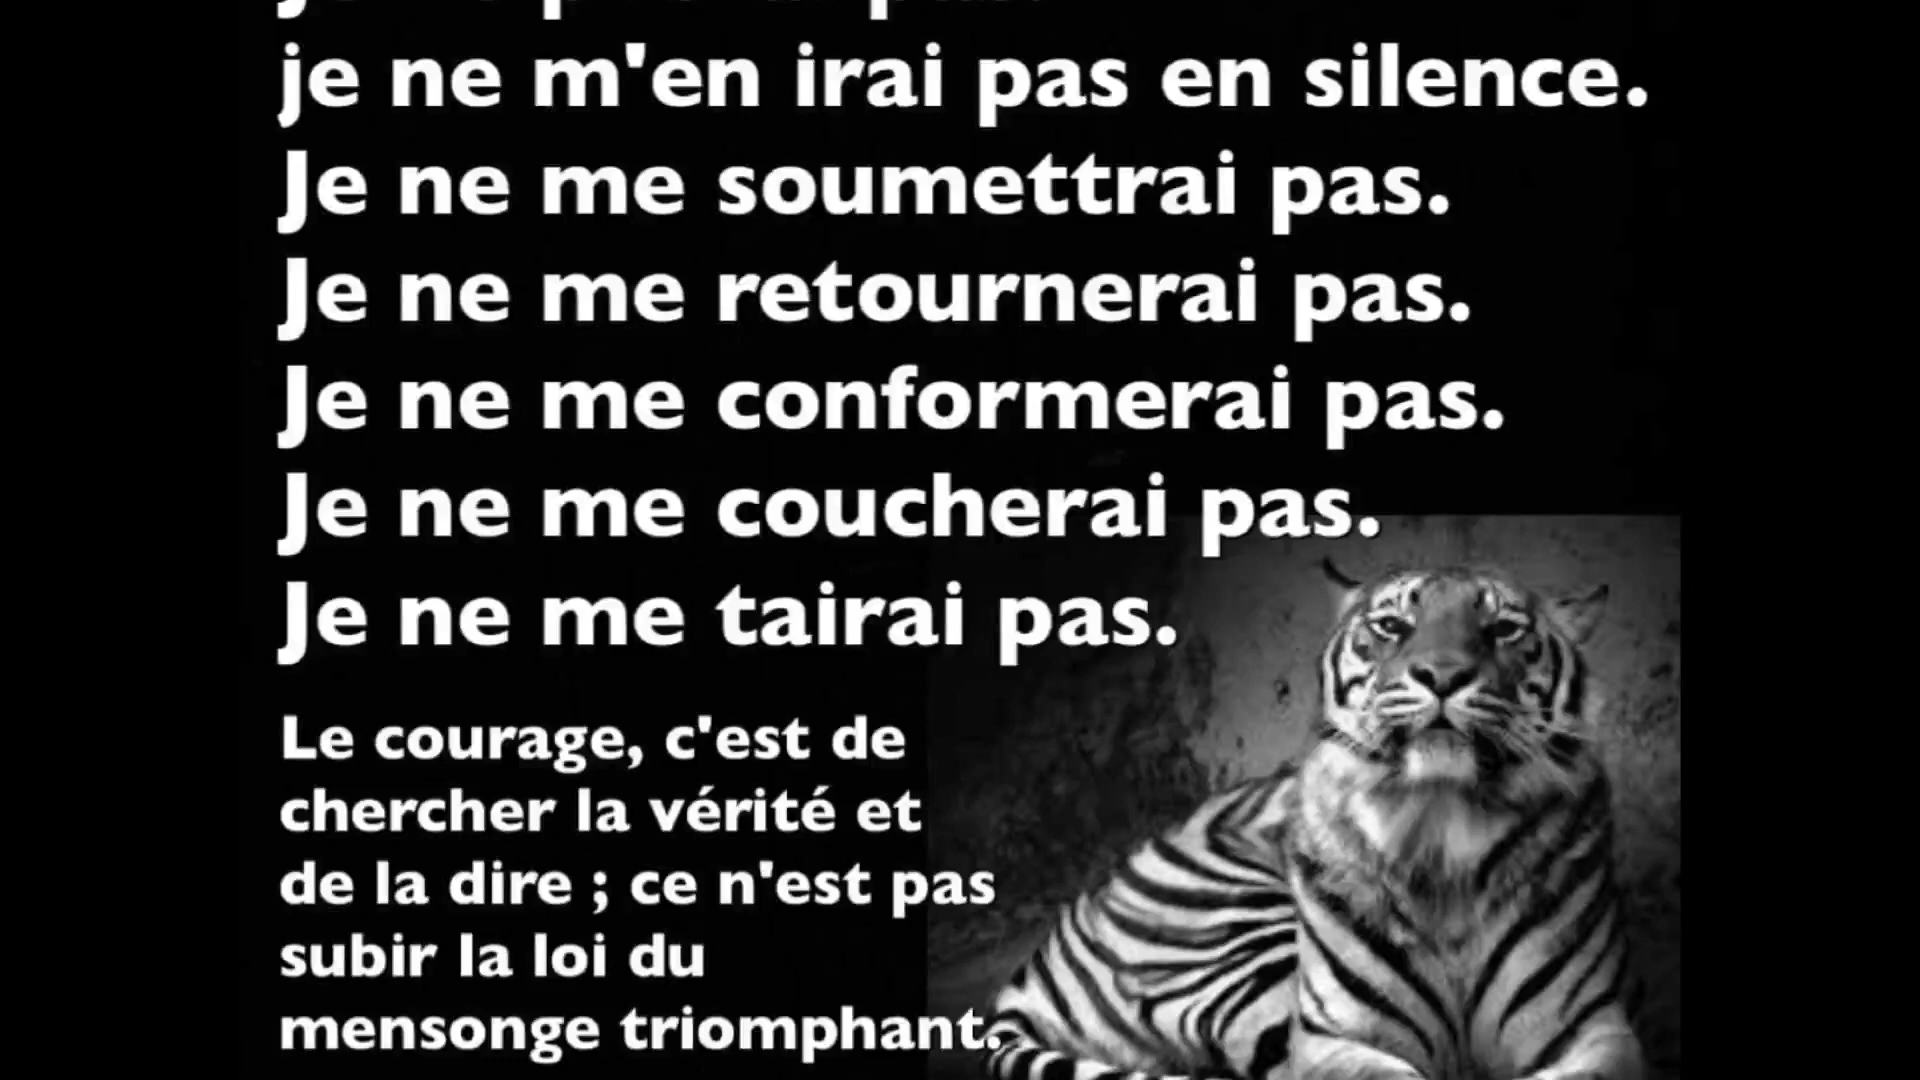 je ne m'en irai pas en silence.
Je ne me soumettrai pas.
Je ne me retournerai pas.
Je ne me conformerai pas.
Je ne me coucherai pas.
Je ne me tairai pas.
Le courage, c'est de
chercher la vérité et
de la dire ; ce n'est pas
subir la loi du
mensonge triomphant.